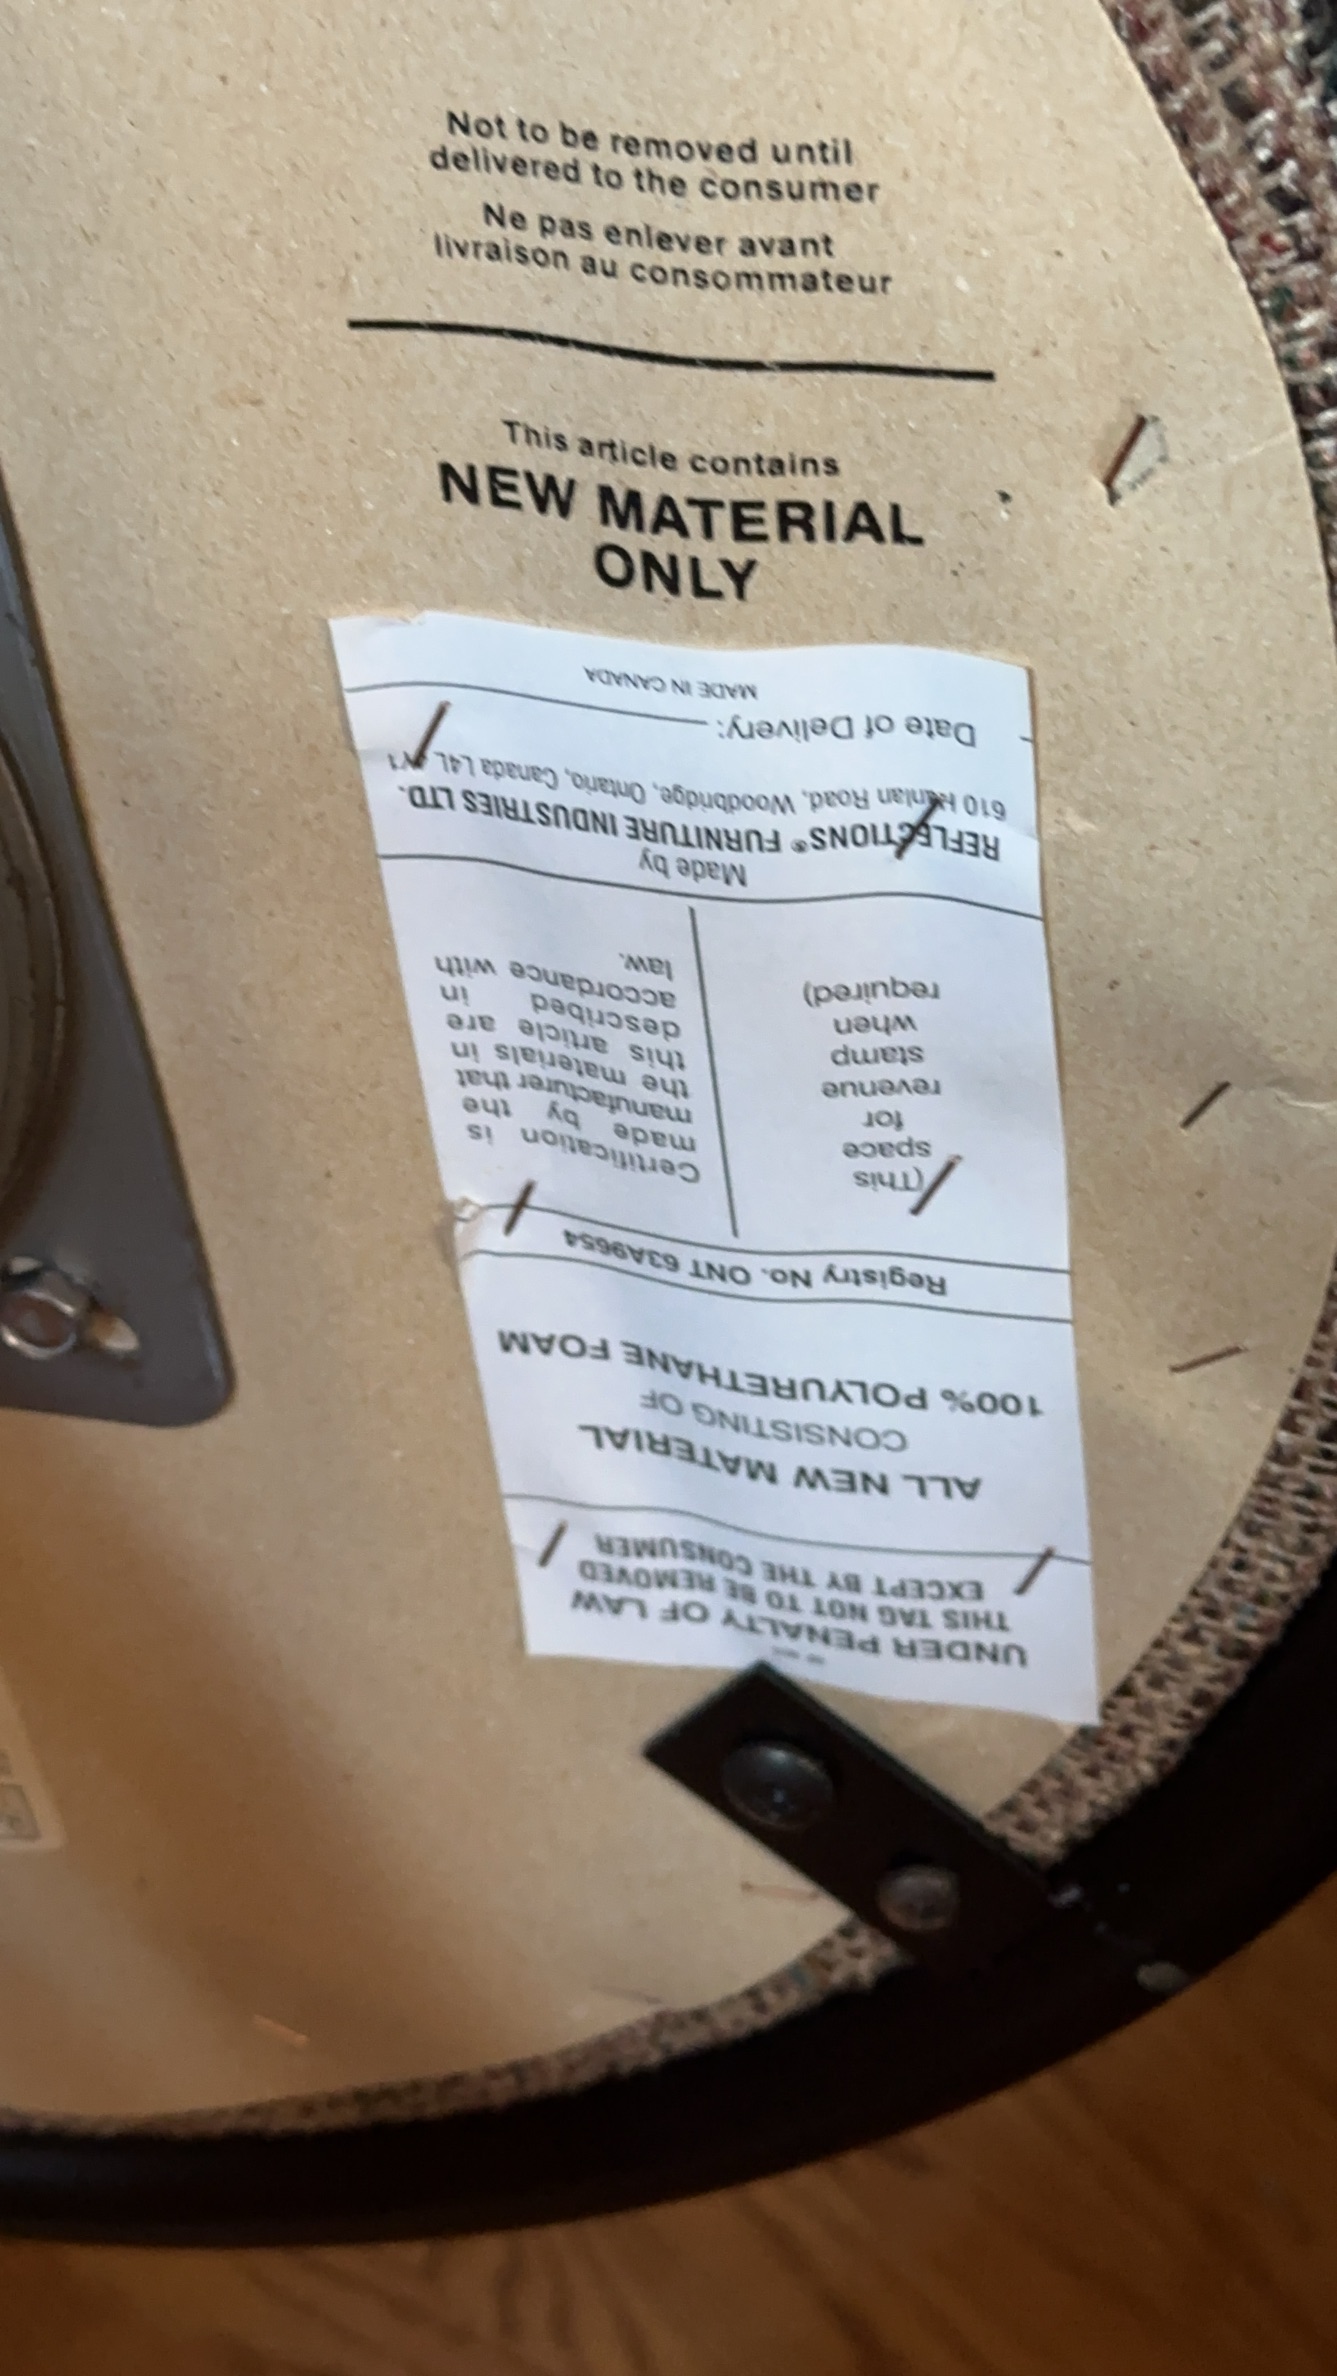 Not to be removed until
delivered to the consumer
Ne pas enlever avant
livraison au consommateur
This article contains
NEW MATERIAL
ONLY
UNDER PENALTY OF LAW
THIS TAG NOT TO BE REMOVED
EXCEPT BY THE CONSUMER
ALL NEW MATERIAL
CONSISTING OF
100% POLYURETHANE FOAM
Registry No. ONT 63A9654
(This
space
for
revenue
stamp
when
required)
Certification is
made by the
manufacturer that
the materials in
this article are
described in
accordance with
law.
Made by
REFLECTIONS® FURNITURE INDUSTRIES LTD.
610 Hanlan Road, Woodbridge, Ontario, Canada L4L
Date of Delivery:
MADE IN CANADA